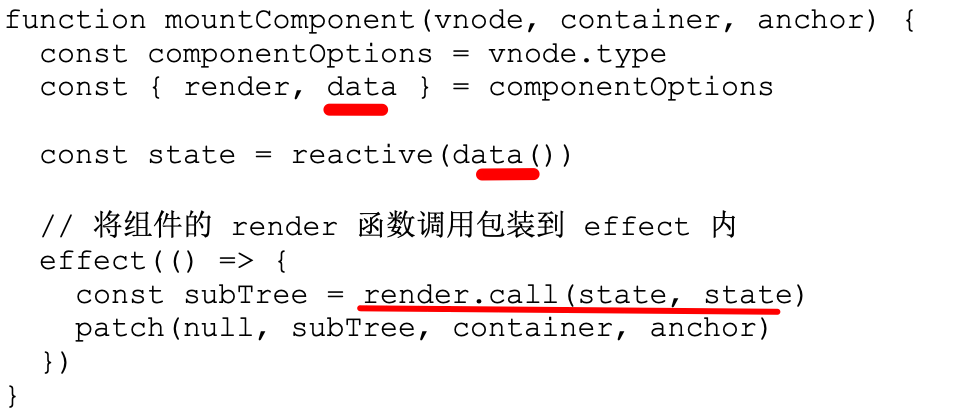 function mountComponent(vnode, container, anchor) {
  const componentOptions = vnode.type
  const { render, data } = componentOptions

  const state = reactive(data())

  // 将组件的 render 函数调用包装到 effect 内
  effect(() => {
    const subTree = render.call(state, state)
    patch(null, subTree, container, anchor)
  })
}